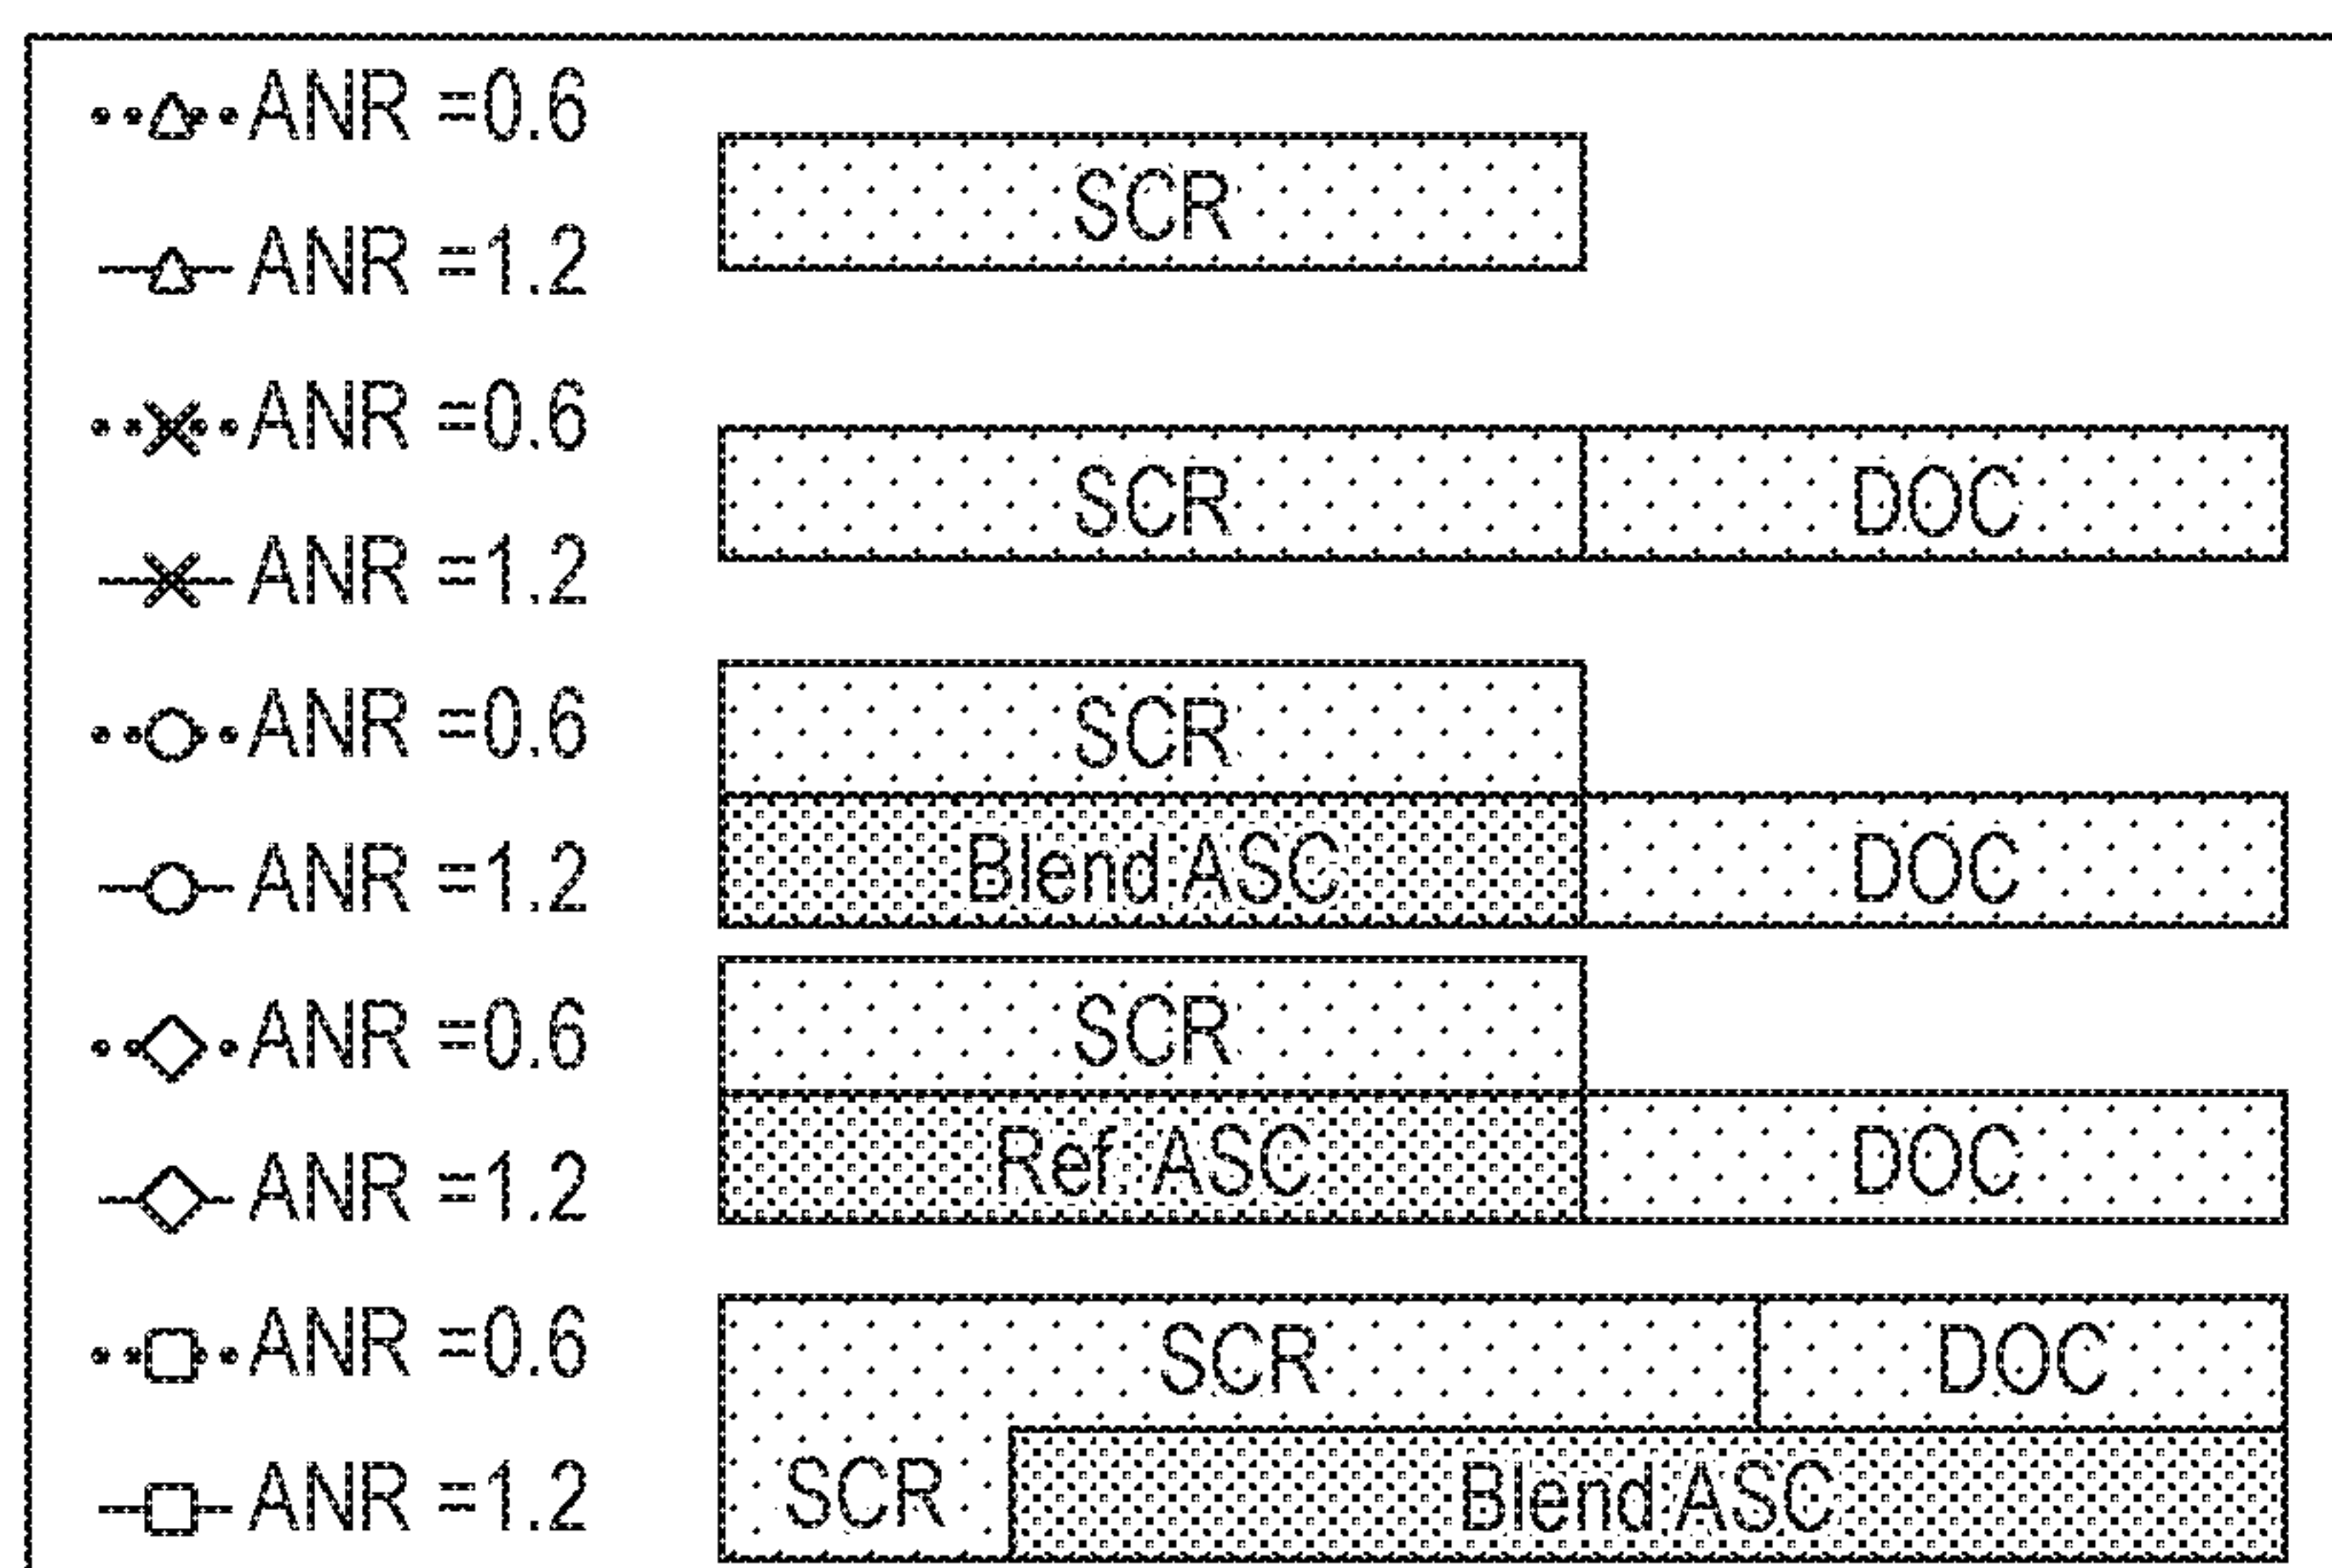 ANR =0.6
SCR
ANR =1.2
ANR =0.6
SCR DOC
ANR =1.2
ANR =0.6
SCR
ANR =1.2
Blend ASC DOC
ANR =0.6
SCR
ANR =1.2
Ref. ASC DOC
ANR =0.6
SCR DOC
ANR =1.2
SCR Blend ASC